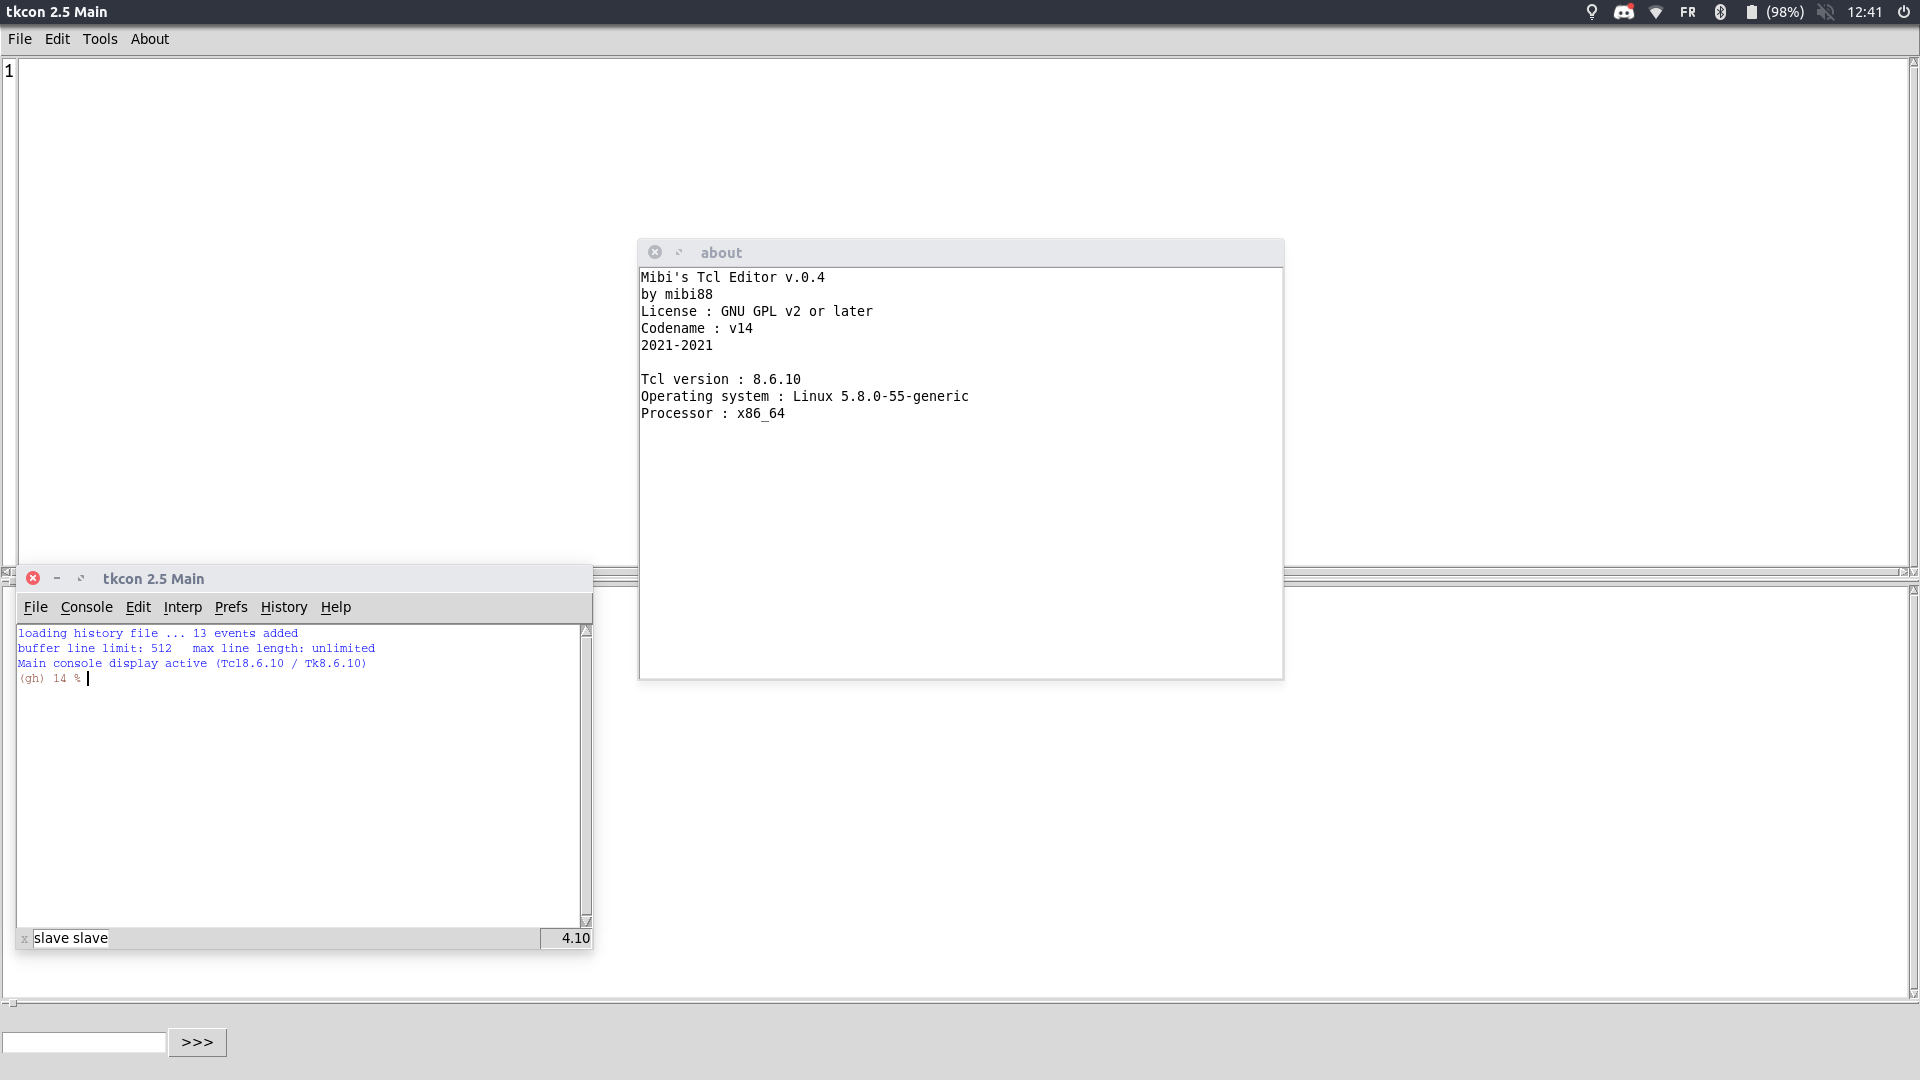 tkcon 2.5 Main
FR (98%) 12:41
File Edit Tools About
1
about
Mibi's Tcl Editor v.0.4
by mibi88
License : GNU GPL v2 or later
Codename : v14
2021-2021
Tcl version : 8.6.10
Operating system : Linux 5.8.0-55-generic
Processor : x86_64
tkcon 2.5 Main
File Console Edit Interp Prefs History Help
loading history file ... 13 events added
buffer line limit: 512   max line length: unlimited
Main console display active (Tcl8.6.10 / Tk8.6.10)
(gh) 14 %
x slave slave 4.10
>>>